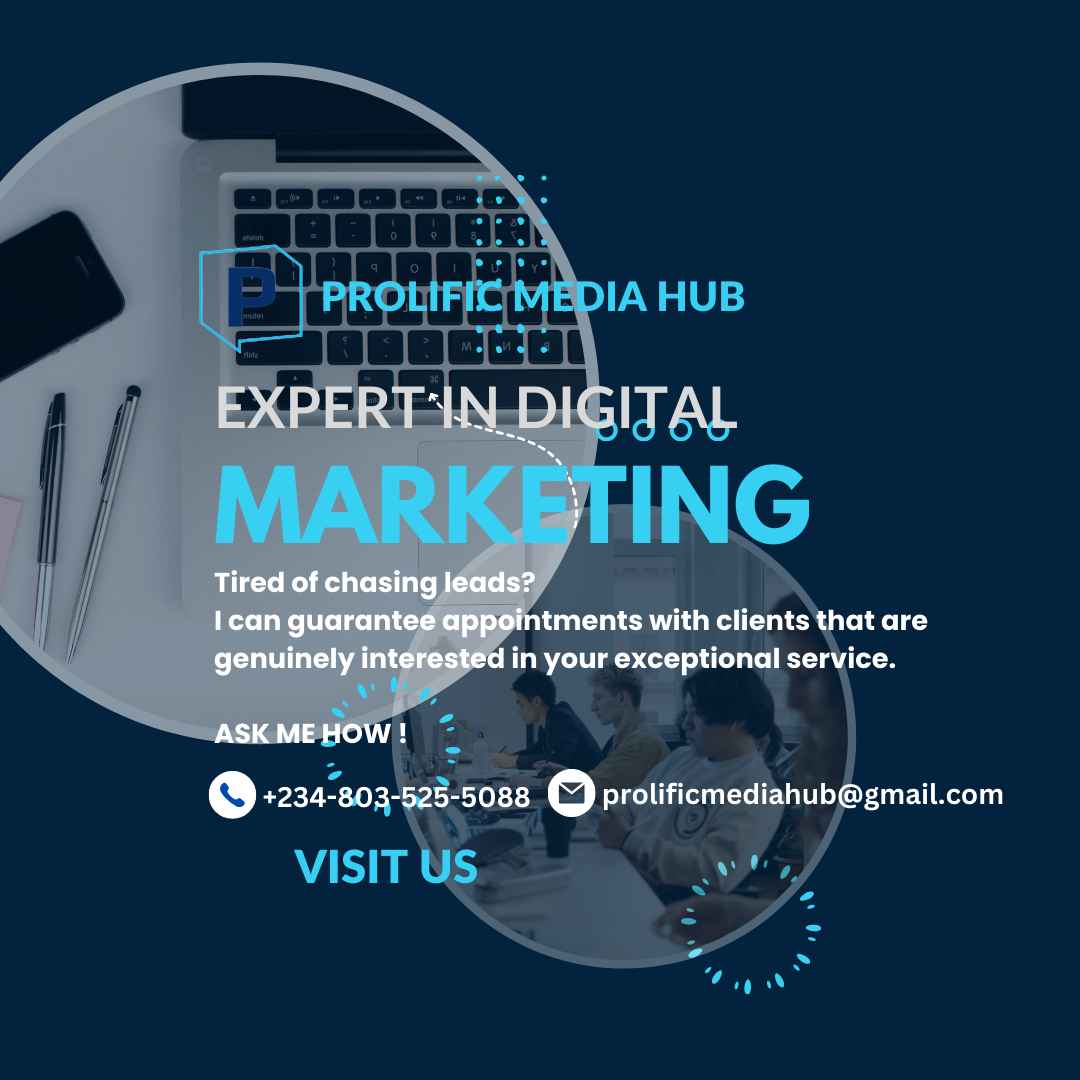 P
PROLIFIC MEDIA HUB
EXPERT IN DIGITAL
MARKETING
Tired of chasing leads?
I can guarantee appointments with clients that are
genuinely interested in your exceptional service.
ASK ME HOW !
+234-803-525-5088
prolificmediahub@gmail.com
VISIT US